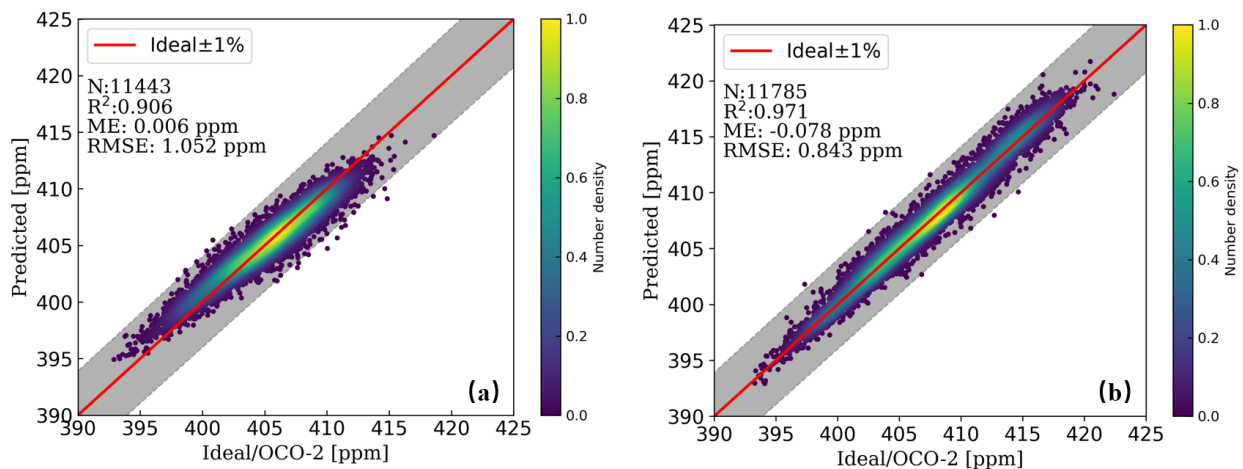 Ideal±1%
N:11443
R²:0.906
ME: 0.006 ppm
RMSE: 1.052 ppm
425
420
415
410
405
400
395
390
Predicted [ppm]
390 395 400 405 410 415 420 425
Ideal/OCO-2 [ppm]
(a)
1.0
0.8
0.6
0.4
0.2
0.0
Number density
Ideal±1%
N:11785
R²:0.971
ME: -0.078 ppm
RMSE: 0.843 ppm
425
420
415
410
405
400
395
390
Predicted [ppm]
390 395 400 405 410 415 420 425
Ideal/OCO-2 [ppm]
(b)
1.0
0.8
0.6
0.4
0.2
0.0
Number density